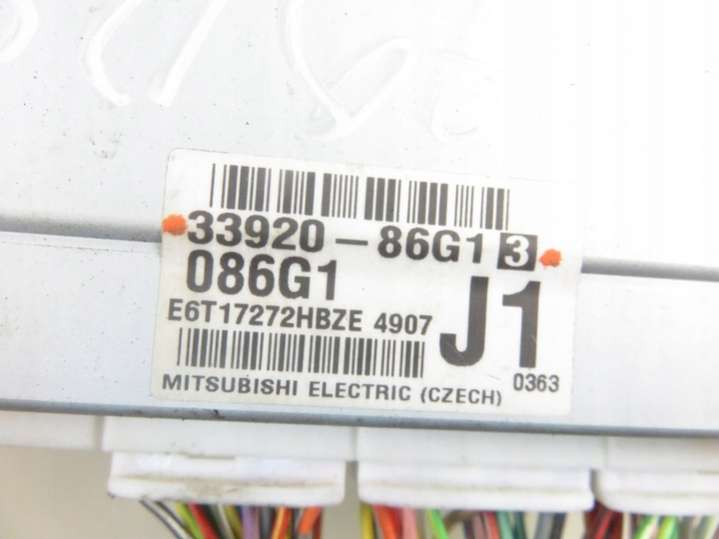 33920-86G1 3
086G1
E6T17272HBZE 4907
J1
0363
MITSUBISHI ELECTRIC (CZECH)